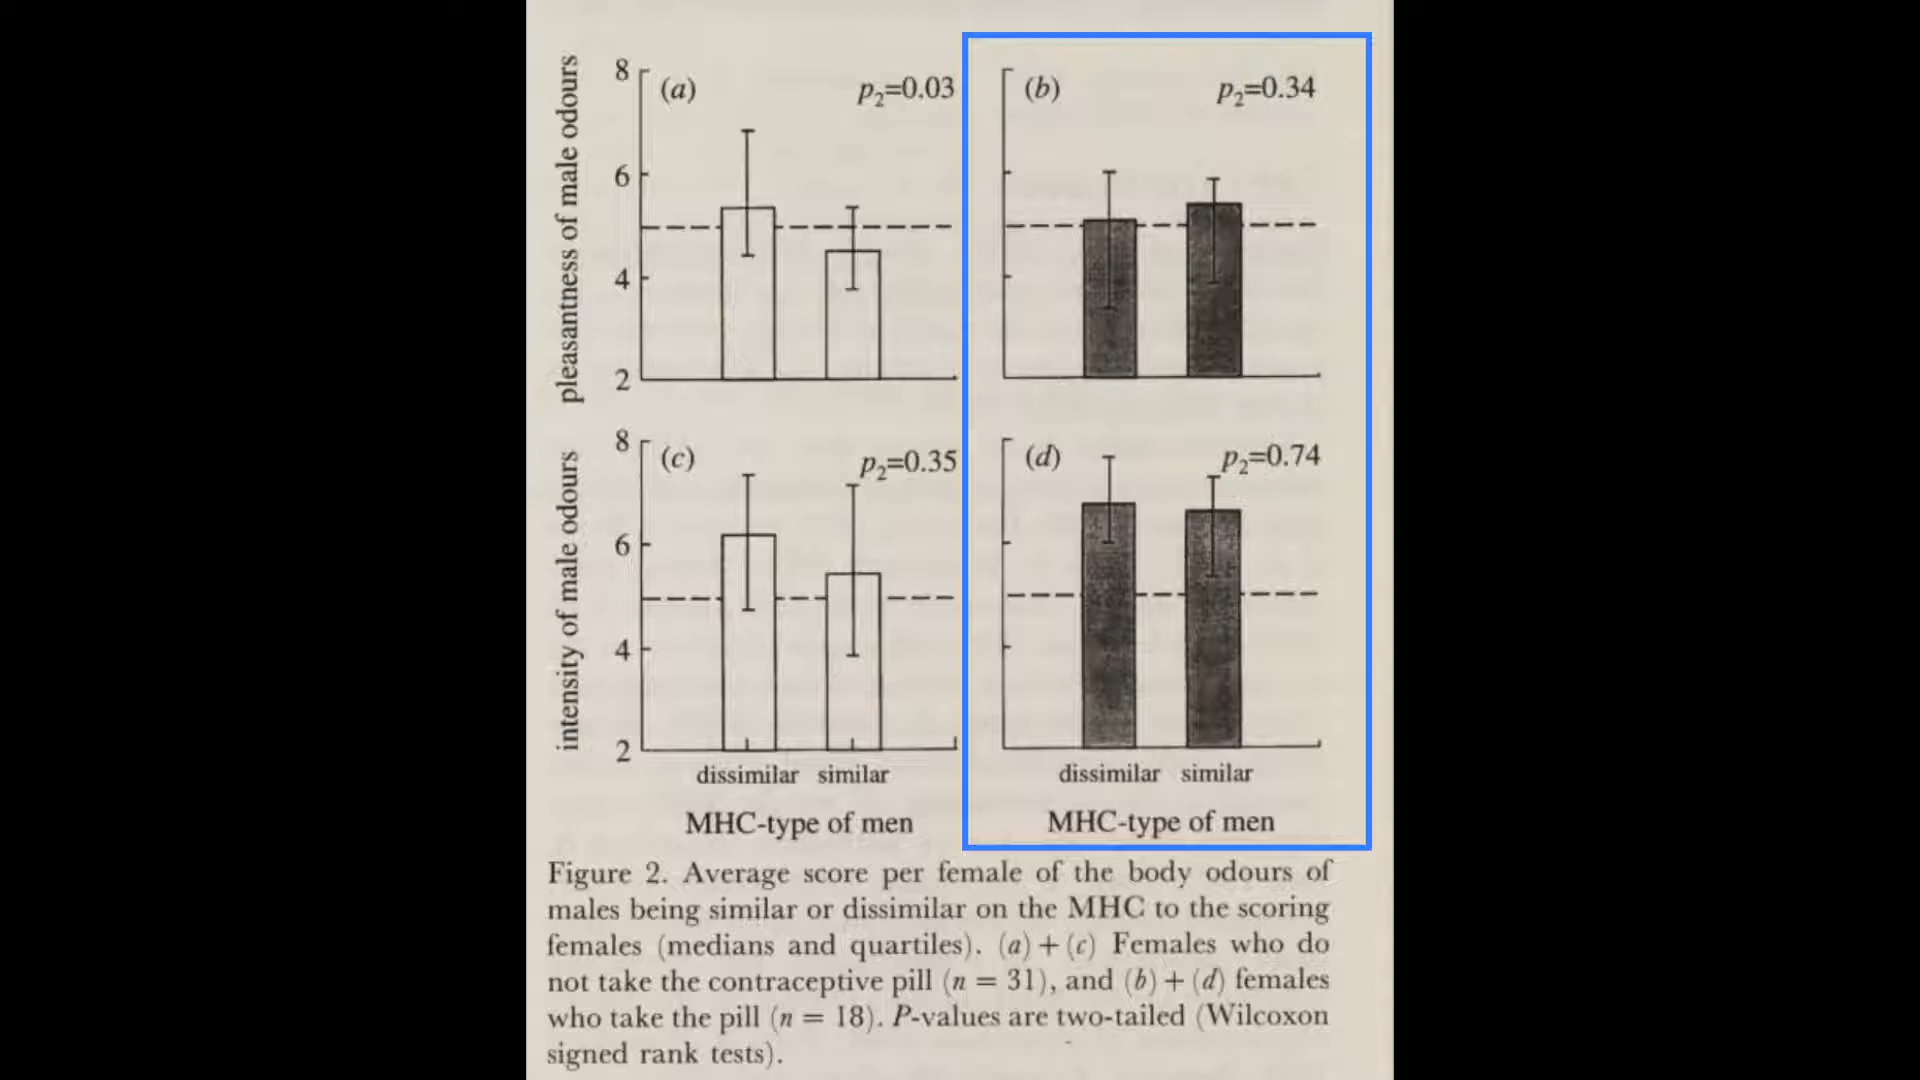 pleasantness of male odours
8
6
4
2
(a)
p2=0.03
(b)
p2=0.34
intensity of male odours
8
6
4
2
(c)
p2=0.35
(d)
p2=0.74
dissimilar similar
dissimilar similar
MHC-type of men
MHC-type of men
Figure 2. Average score per female of the body odours of
males being similar or dissimilar on the MHC to the scoring
females (medians and quartiles). (a)+(c) Females who do
not take the contraceptive pill (n = 31), and (b)+(d) females
who take the pill (n = 18). P-values are two-tailed (Wilcoxon
signed rank tests).